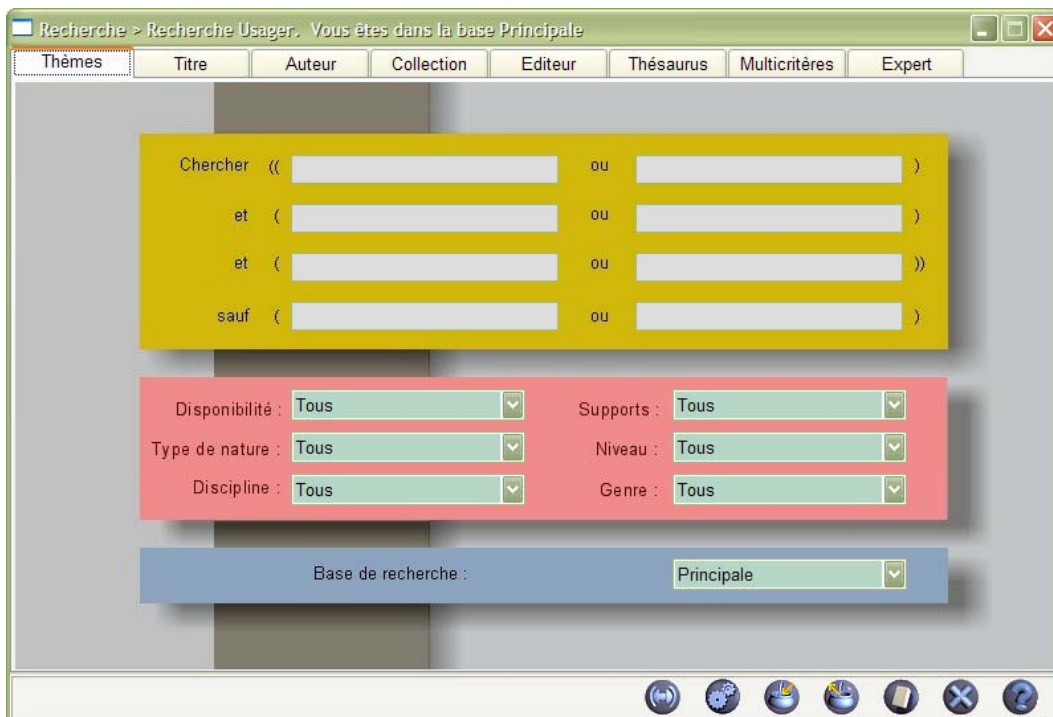 Recherche > Recherche Usager. Vous êtes dans la base Principale
Thèmes Titre Auteur Collection Editeur Thésaurus Multicritères Expert
Chercher (( ou )
et ( ou )
et ( ou ))
sauf ( ou )
Disponibilité : Tous Supports : Tous
Type de nature : Tous Niveau : Tous
Discipline : Tous Genre : Tous
Base de recherche : Principale